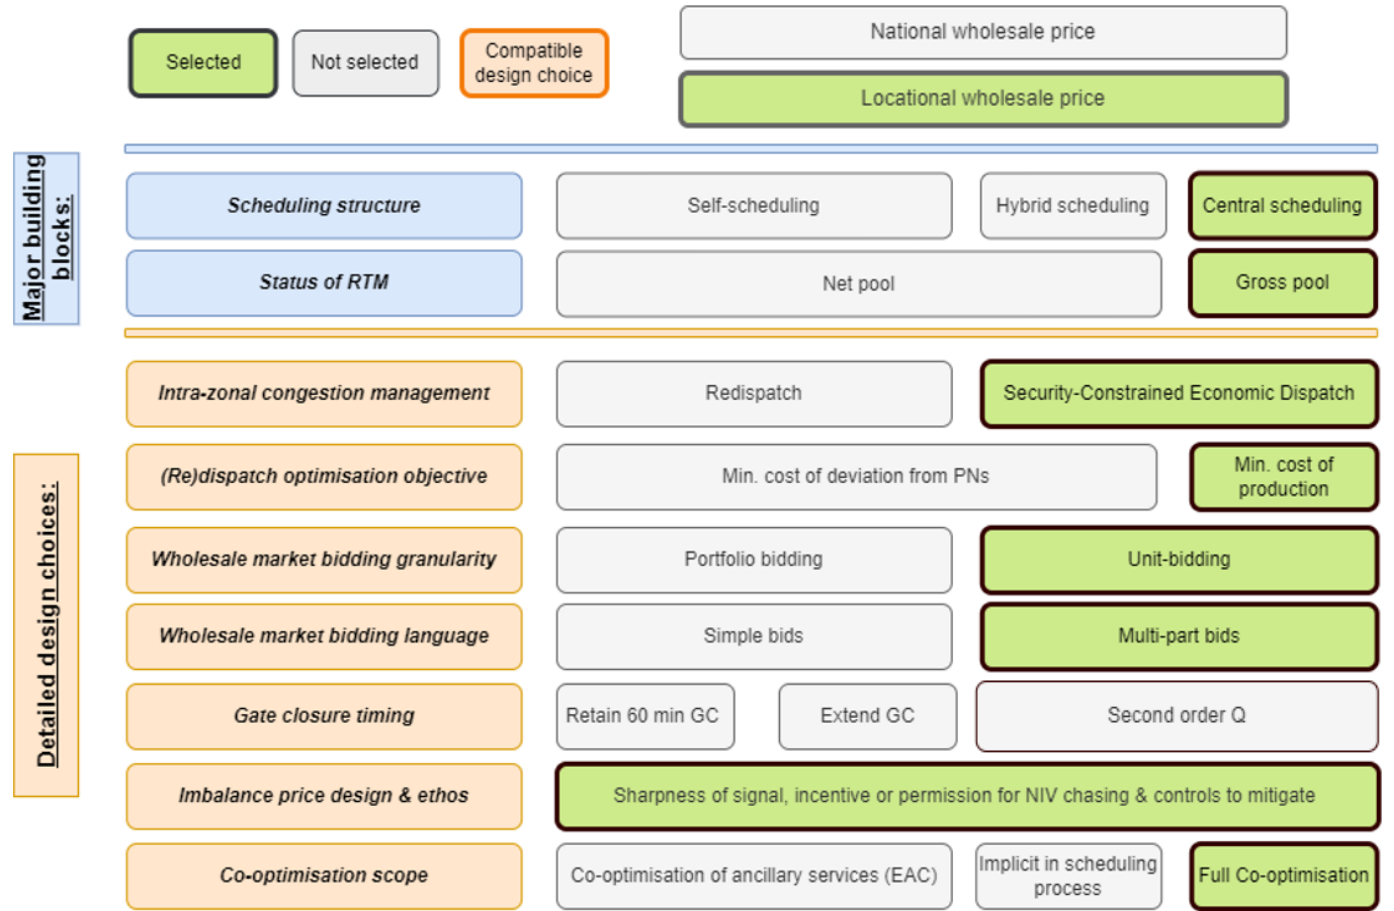 Selected
Not selected
Compatible
design choice
National wholesale price
Locational wholesale price
Major building
blocks:
Scheduling structure
Self-scheduling
Hybrid scheduling
Central scheduling
Status of RTM
Net pool
Gross pool
Detailed design choices:
Intra-zonal congestion management
Redispatch
Security-Constrained Economic Dispatch
(Re)dispatch optimisation objective
Min. cost of deviation from PNs
Min. cost of
production
Wholesale market bidding granularity
Portfolio bidding
Unit-bidding
Wholesale market bidding language
Simple bids
Multi-part bids
Gate closure timing
Retain 60 min GC
Extend GC
Second order Q
Imbalance price design & ethos
Sharpness of signal, incentive or permission for NIV chasing & controls to mitigate
Co-optimisation scope
Co-optimisation of ancillary services (EAC)
Implicit in scheduling
process
Full Co-optimisation